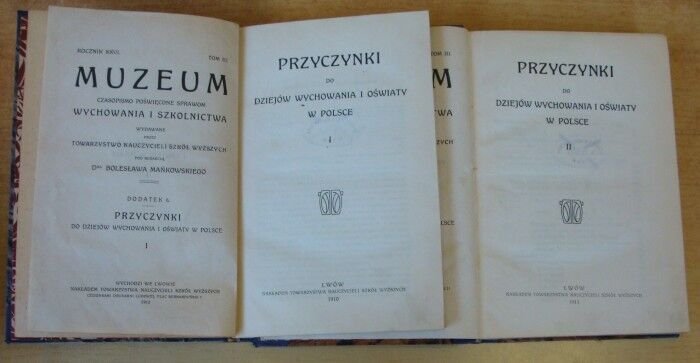 ROCZNIK XXVI.
TOM III.
MUZEUM
CZASOPISMO POŚWIĘCONE SPRAWOM
WYCHOWANIA I SZKOLNICTWA
WYDAWANE
PRZEZ
TOWARZYSTWO NAUCZYCIELI SZKÓŁ WYŻSZYCH
POD REDAKCYĄ
DRA BOLESŁAWA MAŃKOWSKIEGO
DODATEK 6.
PRZYCZYNKI
DO DZIEJÓW WYCHOWANIA I OŚWIATY W POLSCE
I
WYCHODZI WE LWOWIE
NAKŁADEM TOWARZYSTWA NAUCZYCIELI SZKÓŁ WYŻSZYCH
PRZYCZYNKI
DO
DZIEJÓW WYCHOWANIA I OŚWIATY
W POLSCE
I
LWÓW
NAKŁADEM TOWARZYSTWA NAUCZYCIELI SZKÓŁ WYŻSZYCH
1910
TOM III.
M
WYŻSZYCH
POLSCE
PRZYCZYNKI
DO
DZIEJÓW WYCHOWANIA I OŚWIATY
W POLSCE
II
LWÓW
NAKŁADEM TOWARZYSTWA NAUCZYCIELI SZKÓŁ WYŻSZYCH
1911